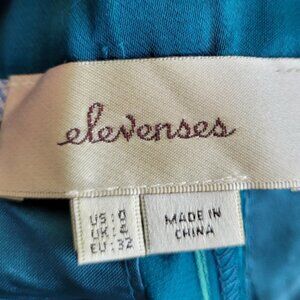 elevenses
US: 0
UK: 4
EU: 32
MADE IN
CHINA